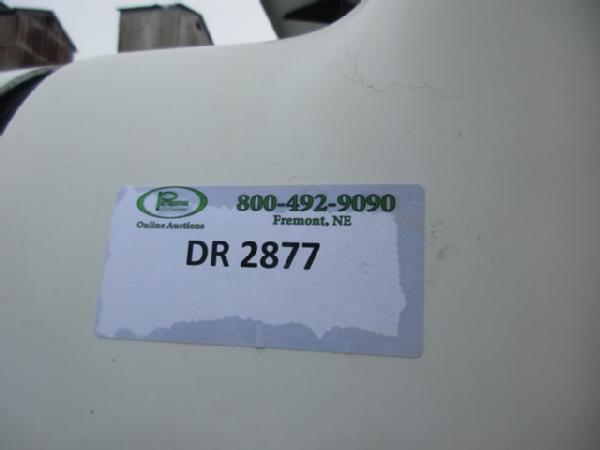 800-492-9090
Fremont, NE
Online Auctions
DR 2877